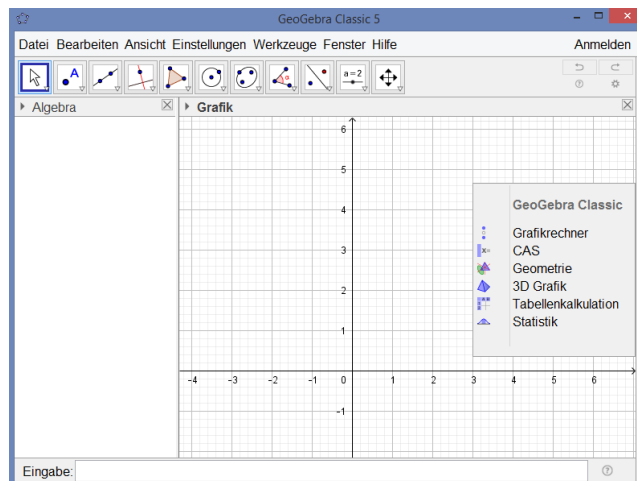 GeoGebra Classic 5
Datei Bearbeiten Ansicht Einstellungen Werkzeuge Fenster Hilfe Anmelden
A
a=2
Algebra
Grafik
6
5
4
3
2
1
-4 -3 -2 -1 0 1 2 3 4 5 6
-1
GeoGebra Classic
Grafikrechner
CAS
Geometrie
3D Grafik
Tabellenkalkulation
Statistik
Eingabe: